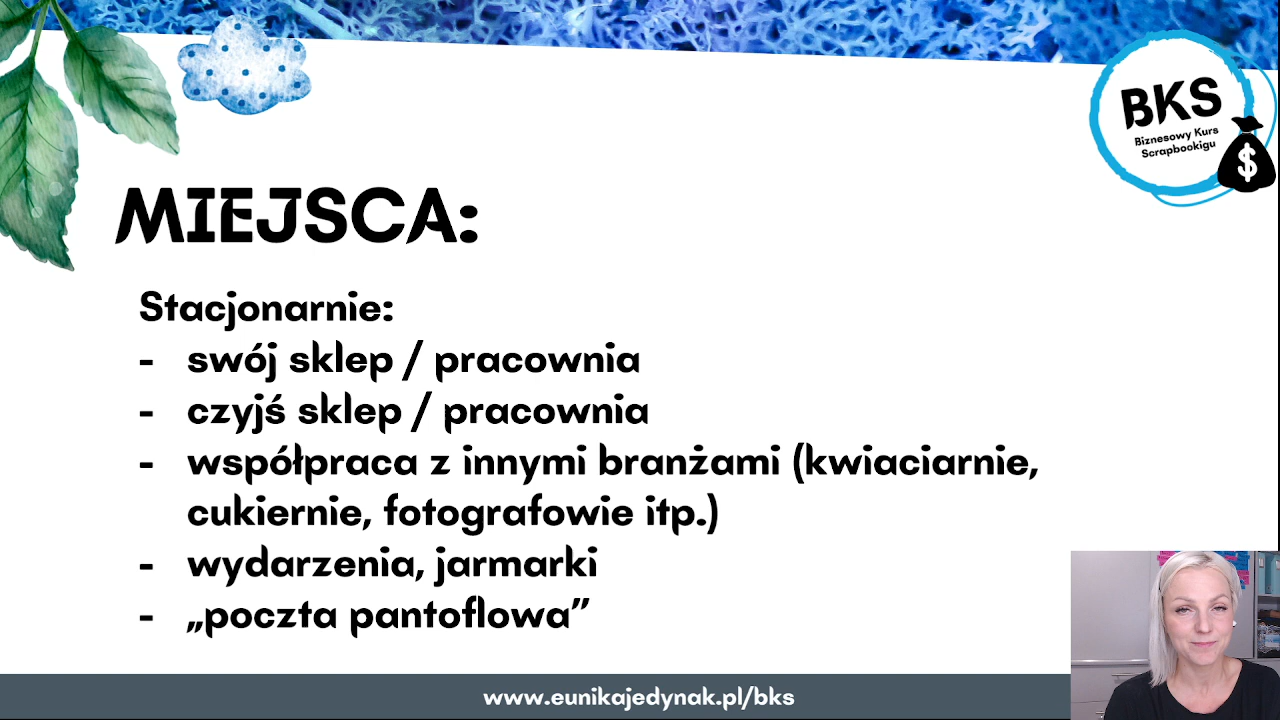 BKS
Biznesowy Kurs
Scrapbookigu
$
MIEJSCA:
Stacjonarnie:
- swój sklep / pracownia
- czyjś sklep / pracownia
- współpraca z innymi branżami (kwiaciarnie,
cukiernie, fotografowie itp.)
- wydarzenia, jarmarki
- „poczta pantoflowa”
www.eunikajedynak.pl/bks